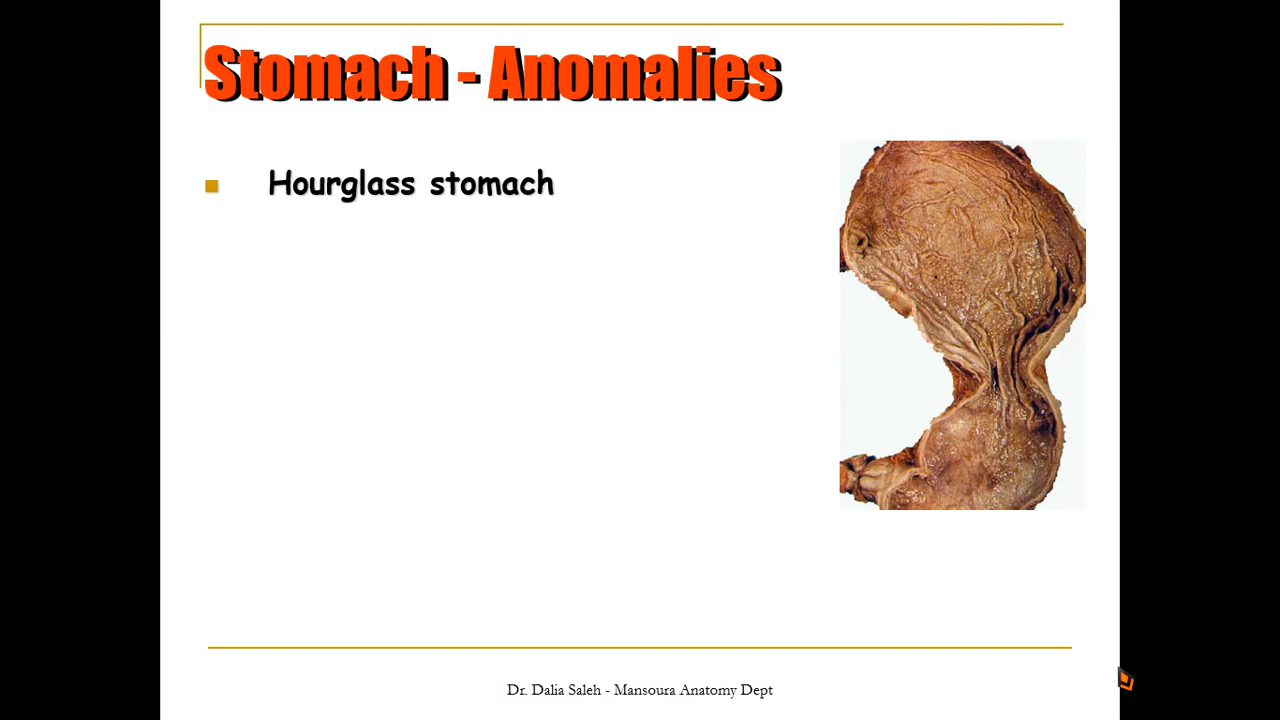 Stomach - Anomalies
Hourglass stomach
Dr. Dalia Saleh - Mansoura Anatomy Dept